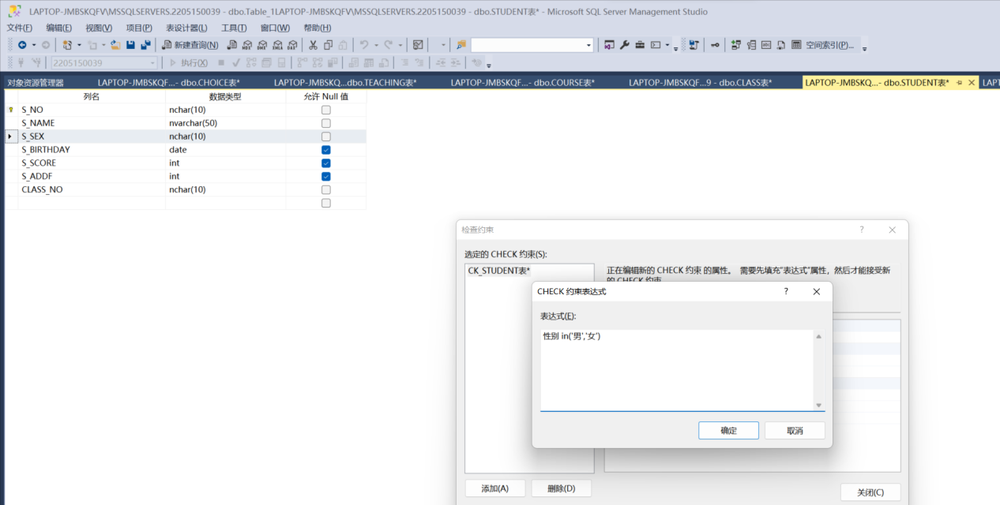 LAPTOP-JMBSKQFV\MSSQLSERVERS.2205150039 - dbo.Table_1LAPTOP-JMBSKQFV\MSSQLSERVERS.2205150039 - dbo.STUDENT表* - Microsoft SQL Server Management Studio
文件(F) 编辑(E) 视图(V) 项目(P) 表设计器(L) 工具(T) 窗口(W) 帮助(H)
新建查询(N) 空间索引(P)...
2205150039 执行(X)
对象资源管理器 LAPTOP-JMBSKQF...- dbo.CHOICE表* LAPTOP-JMBSKQ...dbo.TEACHING表* LAPTOP-JMBSKQF...- dbo.COURSE表* LAPTOP-JMBSKQF...9 - dbo.CLASS表* LAPTOP-JMBSKQ...- dbo.STUDENT表* LAPT
列名 数据类型 允许 Null 值
S_NO nchar(10)
S_NAME nvarchar(50)
S_SEX nchar(10)
S_BIRTHDAY date
S_SCORE int
S_ADDF int
CLASS_NO nchar(10)
检查约束 ?
选定的 CHECK 约束(S):
CK_STUDENT表*
正在编辑新的 CHECK 约束 的属性。 需要先填充"表达式"属性，然后才能接受新
的 CHECK 约束
CHECK 约束表达式 ?
表达式(E):
性别 in('男','女')
确定 取消
添加(A) 删除(D)
关闭(C)